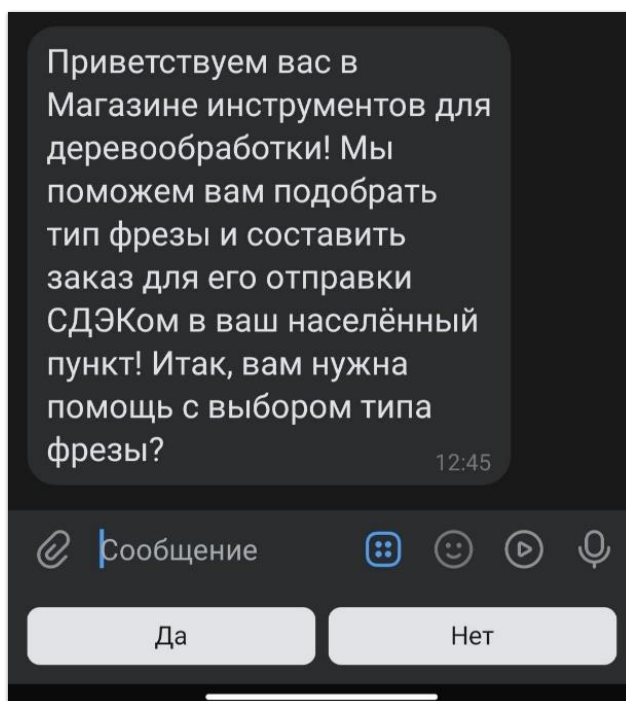 Приветствуем вас в
Магазине инструментов для
деревообработки! Мы
поможем вам подобрать
тип фрезы и составить
заказ для его отправки
СДЭКом в ваш населённый
пункт! Итак, вам нужна
помощь с выбором типа
фрезы?
12:45
Сообщение
Да Нет